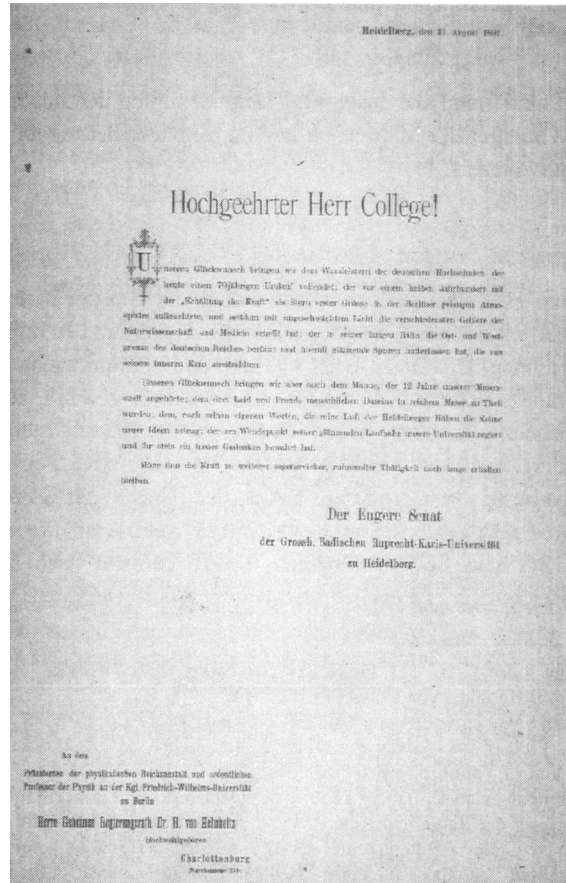 Heidelberg, den 31. August 1891.
Hochgeehrter Herr College!
Unseren Glückwunsch bringen wir dem Wanderstern der deutschen Hochschulen, der
heute einen 70jährigen Umlauf vollendet; der vor einem halben Jahrhundert mit
der „Erhaltung der Kraft“ als Stern erster Grösse in der Berliner geistigen Atmo-
sphäre aufleuchtete, und seitdem mit ungeschwächtem Licht die verschiedensten Gebiete der
Naturwissenschaft und Medicin erhellt hat; der in seiner langen Bahn die Ost- und West-
grenze des deutschen Reiches berührt und überall glänzende Spuren hinterlassen hat, die von
seinem inneren Kern ausstrahlten.
Unseren Glückwunsch bringen wir aber auch dem Manne, der 12 Jahre unserer Musen-
stadt angehörte; dem dort Leid und Freude menschlichen Daseins in reichem Masse zu Theil
wurden; dem, nach seinen eigenen Worten, die reine Luft der Heidelberger Höhen die Keime
neuer Ideen zutrug; der am Wendepunkt seiner glänzenden Laufbahn unsere Universität regiert
und ihr stets ein treues Gedenken bewahrt hat.
Möge Ihm die Kraft zu weiterer segensreicher, ruhmvoller Thätigkeit noch lange erhalten
bleiben.
Der Engere Senat
der Grossh. Badischen Ruprecht-Karls-Universität
zu Heidelberg.
An den
Präsidenten der physikalischen Reichsanstalt und ordentlichen
Professor der Physik an der Kgl. Friedrich-Wilhelms-Universität
zu Berlin
Herrn Geheimen Regierungsrath Dr. H. von Helmholtz
Hochwohlgeboren
Charlottenburg